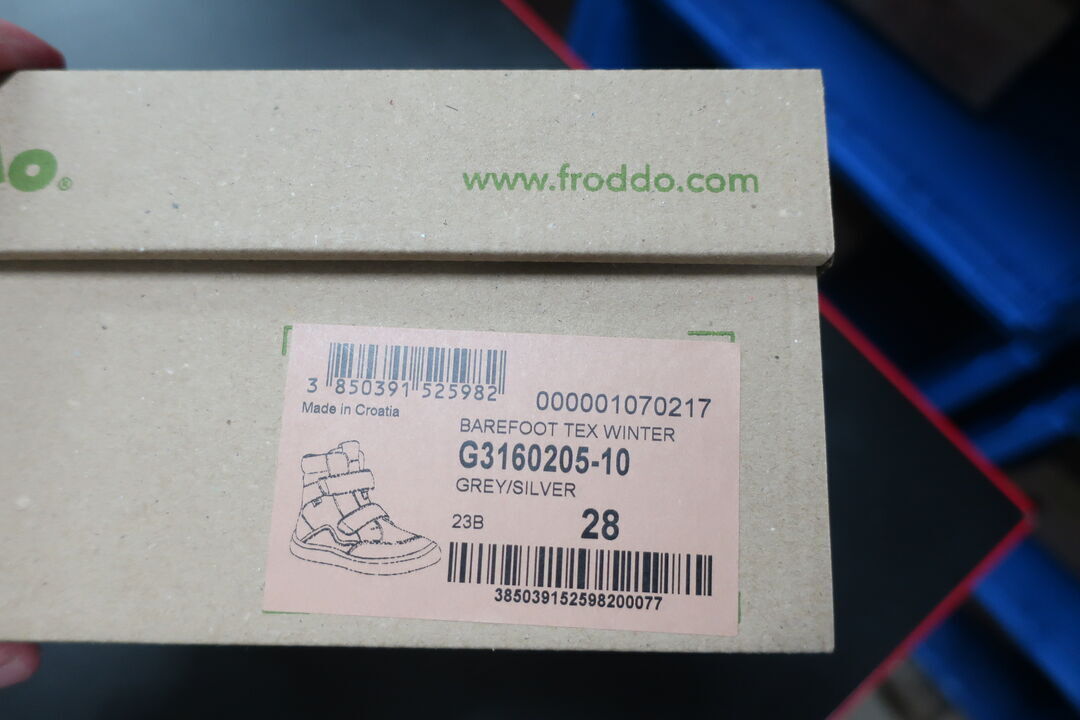 do®
www.froddo.com
3 850391 525982
000001070217
Made in Croatia
BAREFOOT TEX WINTER
G3160205-10
GREY/SILVER
23B 28
385039152598200077